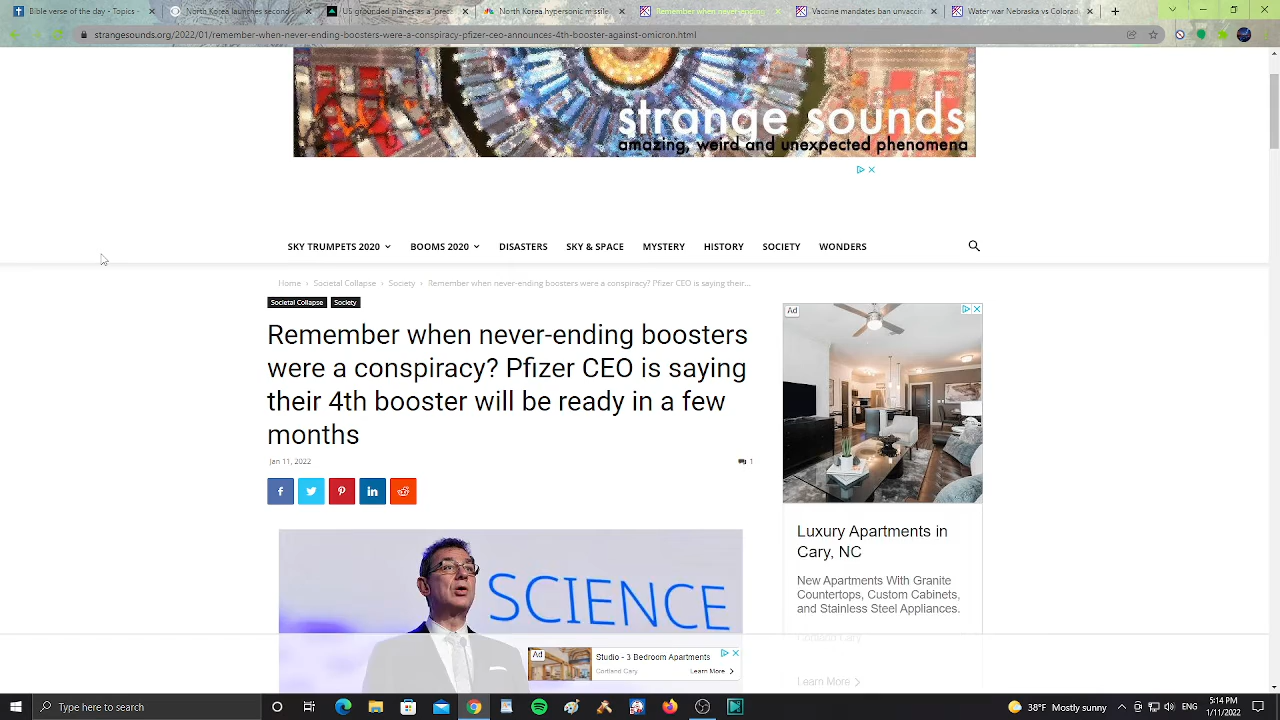 Bible verse of the day - Topics -
North Korea launches second s
US grounded planes as a 'preca
North Korea hypersonic missile
Remember when never-ending
Vaccine mandates ban unvaccin
Water war Nebraska vs Colorad
strangesounds.org/2022/01/remember-when-never-ending-boosters-were-a-conspiracy-pfizer-ceo-announces-4th-booster-against-omicron.html
strange sounds
amazing, weird and unexpected phenomena
SKY TRUMPETS 2020
BOOMS 2020
DISASTERS
SKY & SPACE
MYSTERY
HISTORY
SOCIETY
WONDERS
Home › Societal Collapse › Society › Remember when never-ending boosters were a conspiracy? Pfizer CEO is saying their...
Societal Collapse
Society
Remember when never-ending boosters
were a conspiracy? Pfizer CEO is saying
their 4th booster will be ready in a few
months
Jan 11, 2022
1
SCIENCE
Ad
Luxury Apartments in
Cary, NC
New Apartments With Granite
Countertops, Custom Cabinets,
and Stainless Steel Appliances.
Cortland Cary
Learn More
Ad
Studio - 3 Bedroom Apartments
Cortland Cary
Learn More
Type here to search
38°F Mostly sunny
5:14 PM
1/11/2022